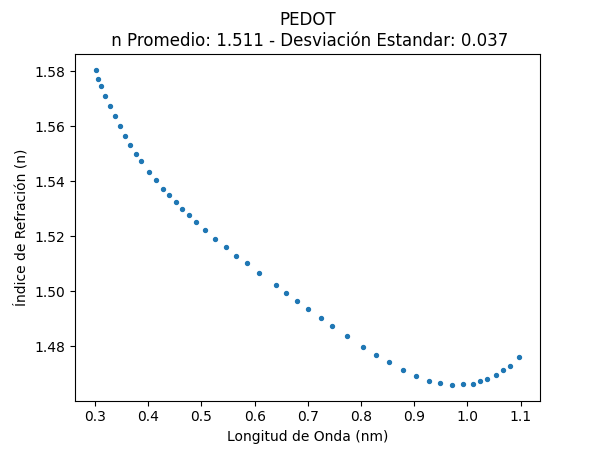 PEDOT
n Promedio: 1.511 - Desviación Estandar: 0.037
1.58
1.56
1.54
1.52
1.50
1.48
Índice de Refración (n)
0.3 0.4 0.5 0.6 0.7 0.8 0.9 1.0 1.1
Longitud de Onda (nm)